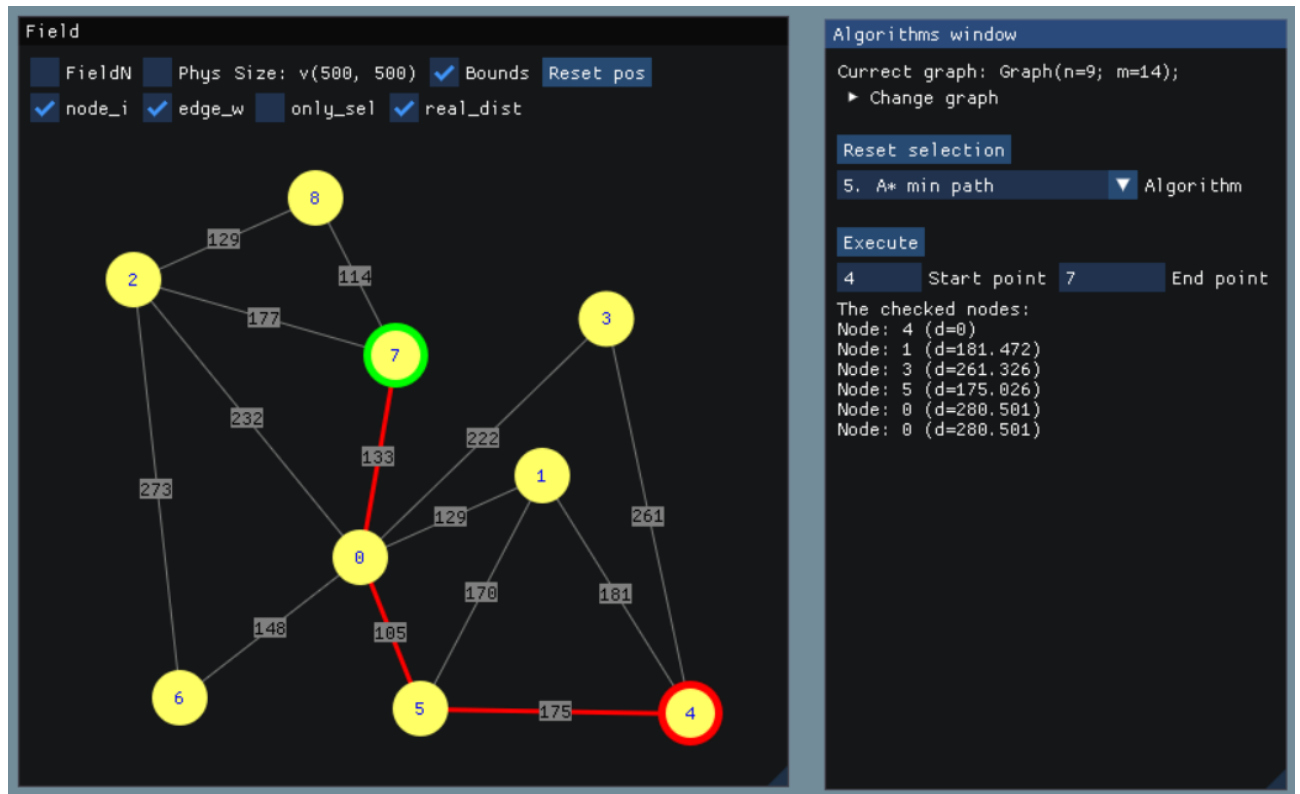 Field
FieldN Phys Size: v(500, 500) Bounds Reset pos
node_i edge_w only_sel real_dist
8
129
2
114
177
3
7
232
222
133
1
273
129
261
0
170
181
148
105
6
5
175
4
Algorithms window
Currect graph: Graph(n=9; m=14);
Change graph
Reset selection
5. A* min path Algorithm
Execute
4 Start point 7 End point
The checked nodes:
Node: 4 (d=0)
Node: 1 (d=181.472)
Node: 3 (d=261.326)
Node: 5 (d=175.026)
Node: 0 (d=280.501)
Node: 0 (d=280.501)